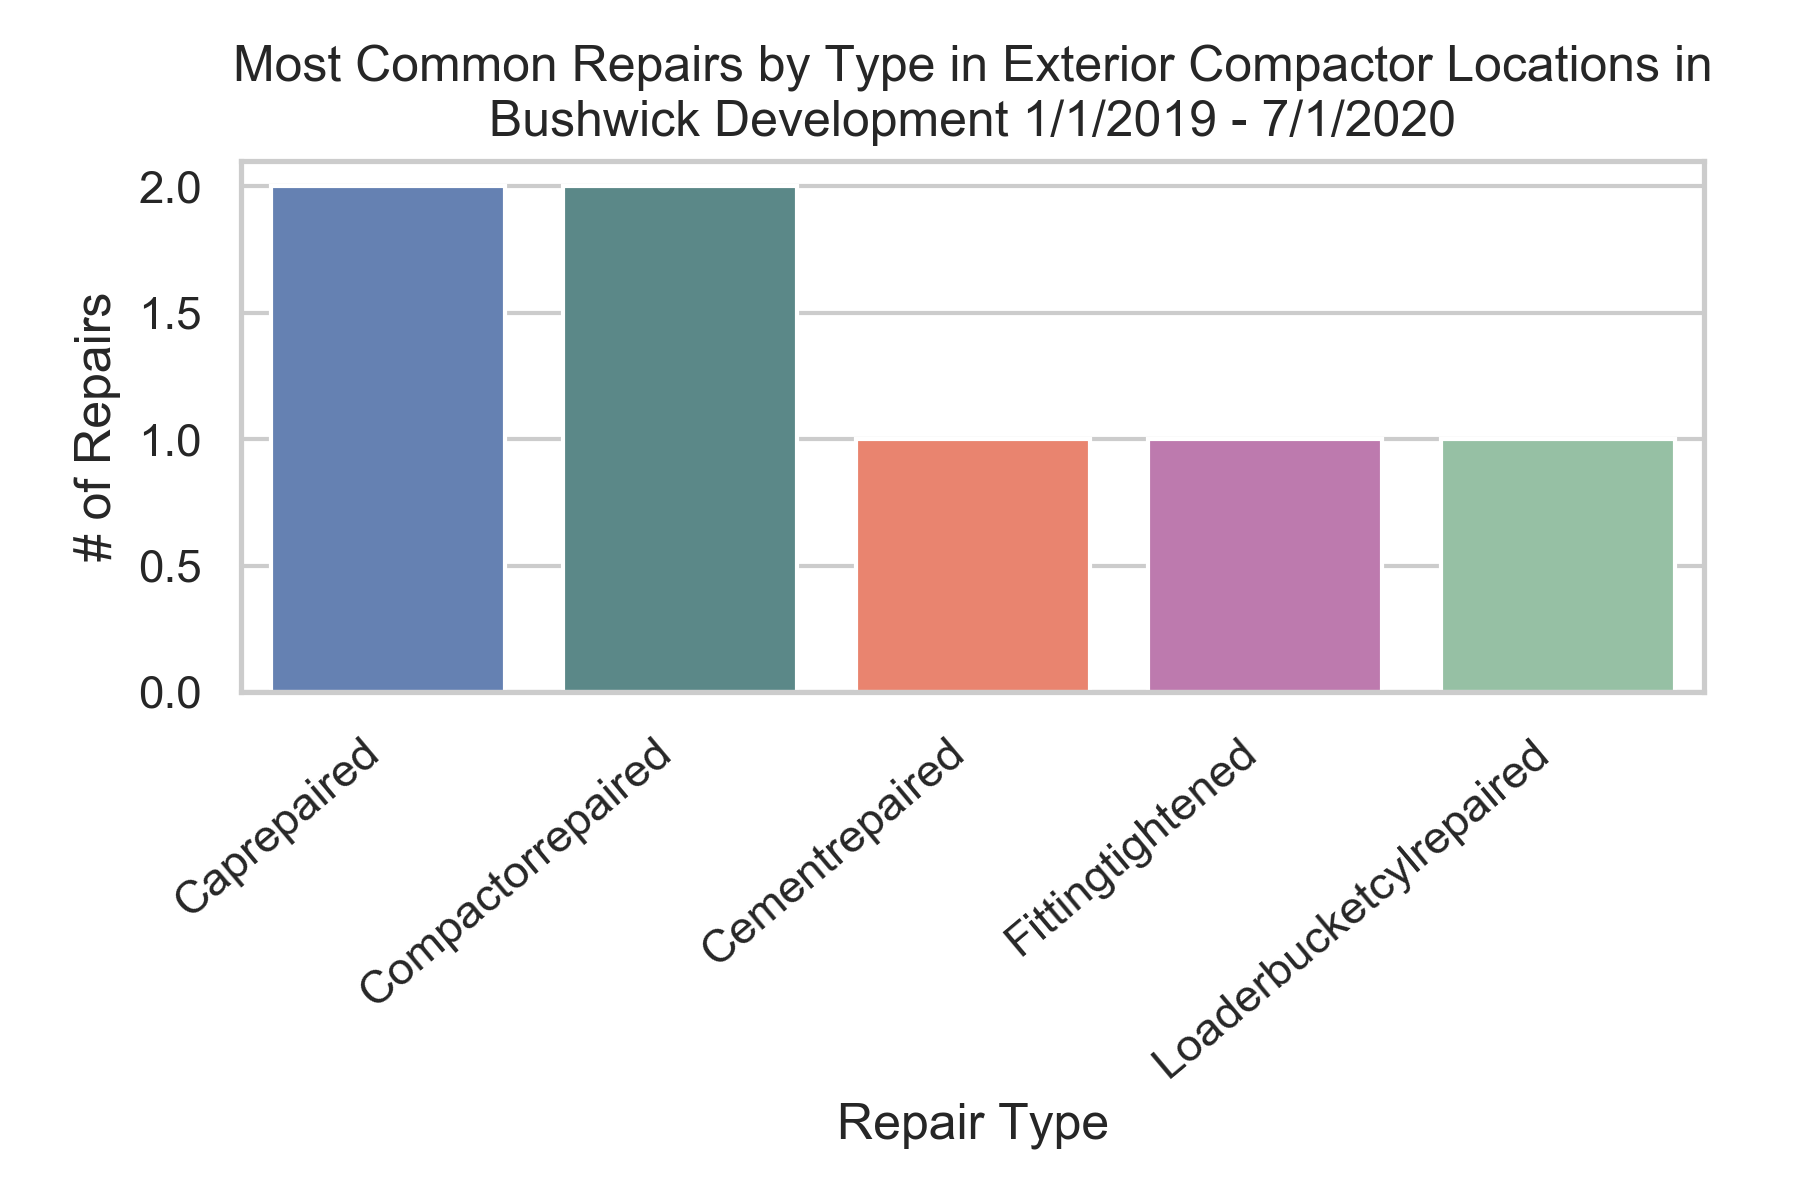 Most Common Repairs by Type in Exterior Compactor Locations in
Bushwick Development 1/1/2019 - 7/1/2020
# of Repairs
2.0
1.5
1.0
0.5
0.0
Caprepaired
Compactorrepaired
Cementrepaired
Fittingtightened
Loaderbucketcylrepaired
Repair Type